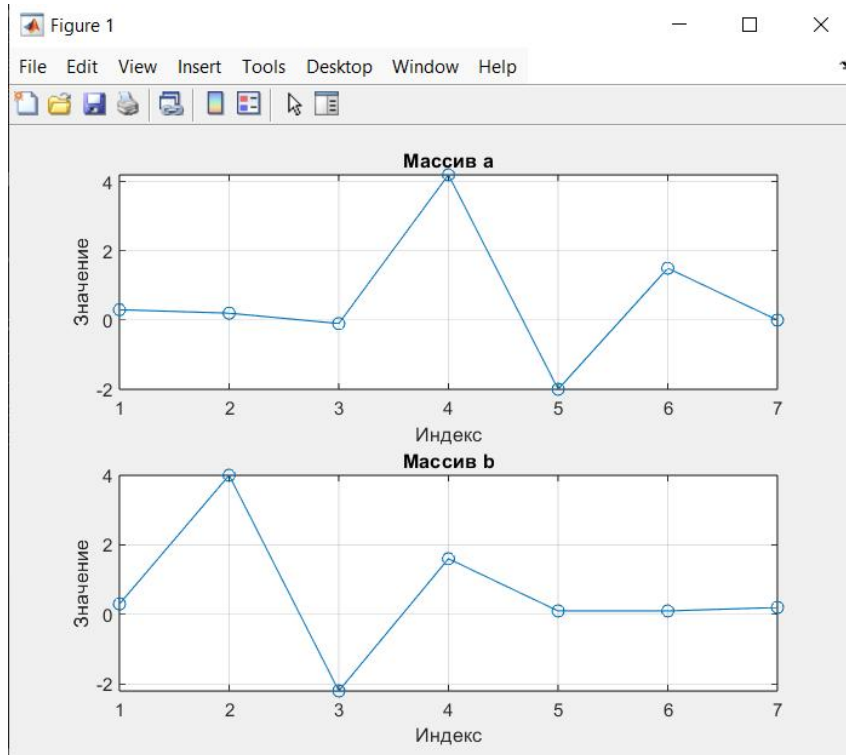 Figure 1
File Edit View Insert Tools Desktop Window Help
Массив a
4
2
0
-2
Значение
1 2 3 4 5 6 7
Индекс
Массив b
4
2
0
-2
Значение
1 2 3 4 5 6 7
Индекс